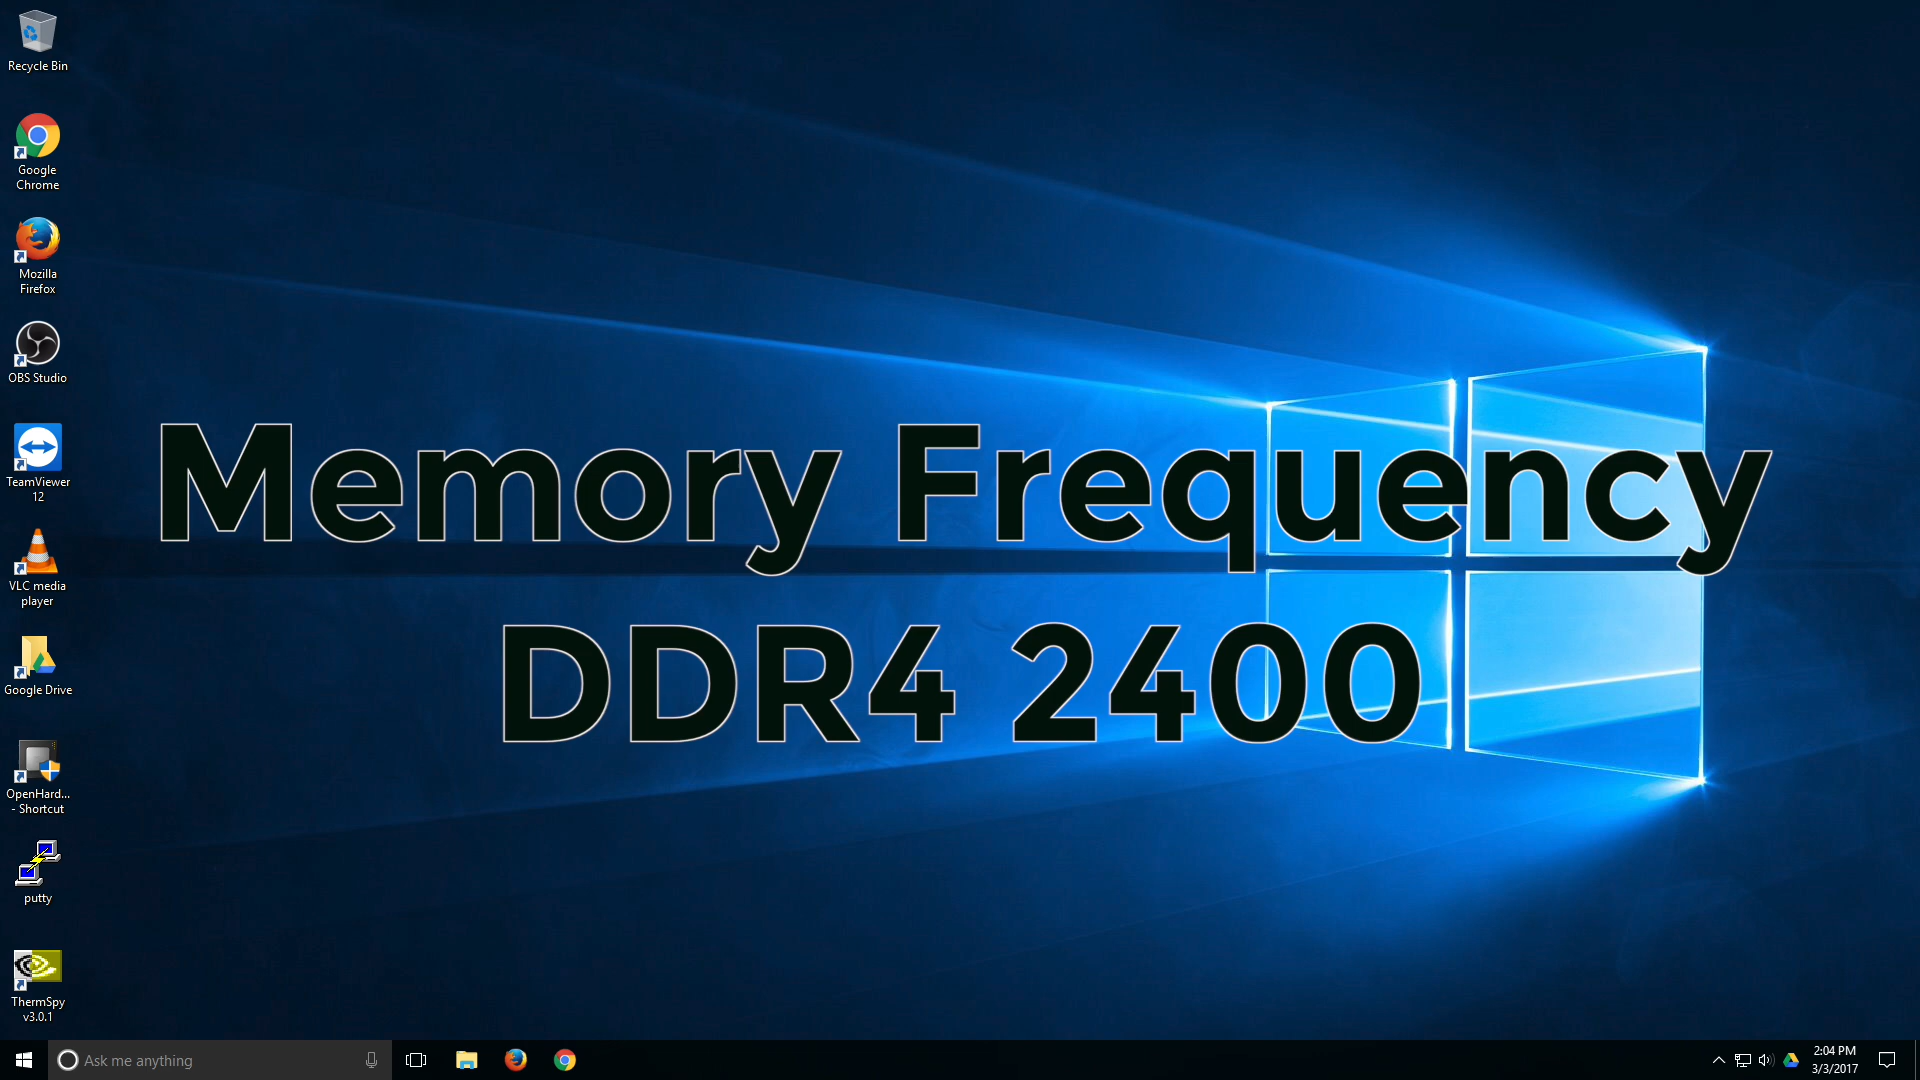 Recycle Bin
Google
Chrome
Mozilla
Firefox
OBS Studio
TeamViewer
12
VLC media
player
Google Drive
OpenHard...
- Shortcut
putty
ThermSpy
v3.0.1
Memory Frequency
DDR4 2400
Ask me anything
2:04 PM
3/3/2017